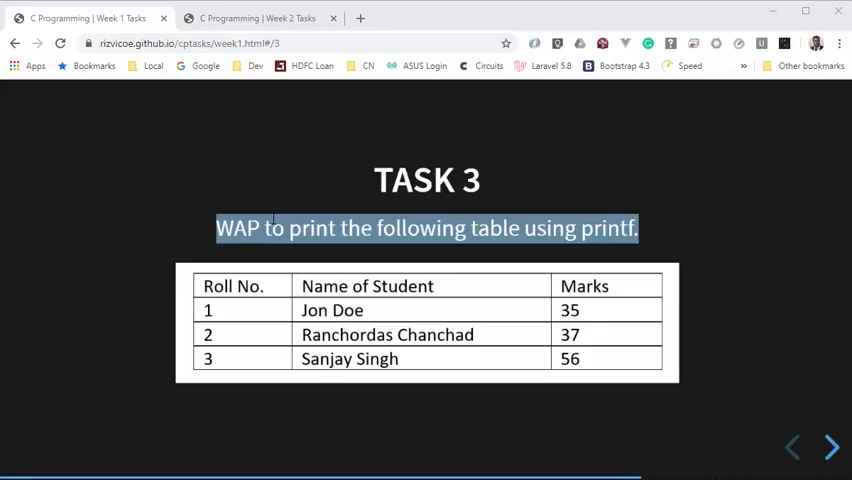 C Programming | Week 1 Tasks
C Programming | Week 2 Tasks
rizvicoe.github.io/cptasks/week1.html#/3
Apps Bookmarks Local Google Dev HDFC Loan CN ASUS Login Circuits Laravel 5.8 Bootstrap 4.3 Speed » Other bookmarks
TASK 3
WAP to print the following table using printf.
Roll No. Name of Student Marks
1 Jon Doe 35
2 Ranchordas Chanchad 37
3 Sanjay Singh 56